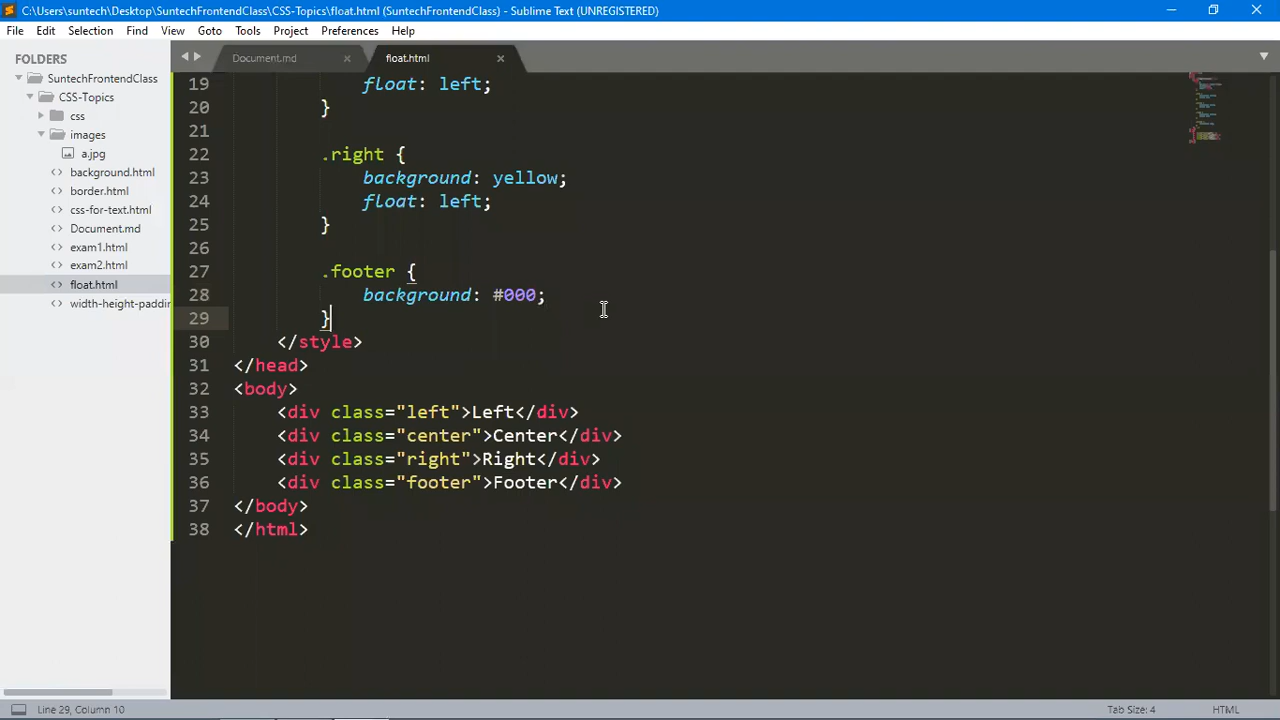 C:\Users\suntech\Desktop\SuntechFrontendClass\CSS-Topics\float.html (SuntechFrontendClass) - Sublime Text (UNREGISTERED)
File Edit Selection Find View Goto Tools Project Preferences Help
FOLDERS
SuntechFrontendClass
CSS-Topics
css
images
a.jpg
background.html
border.html
css-for-text.html
Document.md
exam1.html
exam2.html
float.html
width-height-paddin
Document.md
float.html
19 float: left;
20 }
21
22 .right {
23 background: yellow;
24 float: left;
25 }
26
27 .footer {
28 background: #000;
29 }
30 </style>
31 </head>
32 <body>
33 <div class="left">Left</div>
34 <div class="center">Center</div>
35 <div class="right">Right</div>
36 <div class="footer">Footer</div>
37 </body>
38 </html>
Line 29, Column 10
Tab Size: 4
HTML